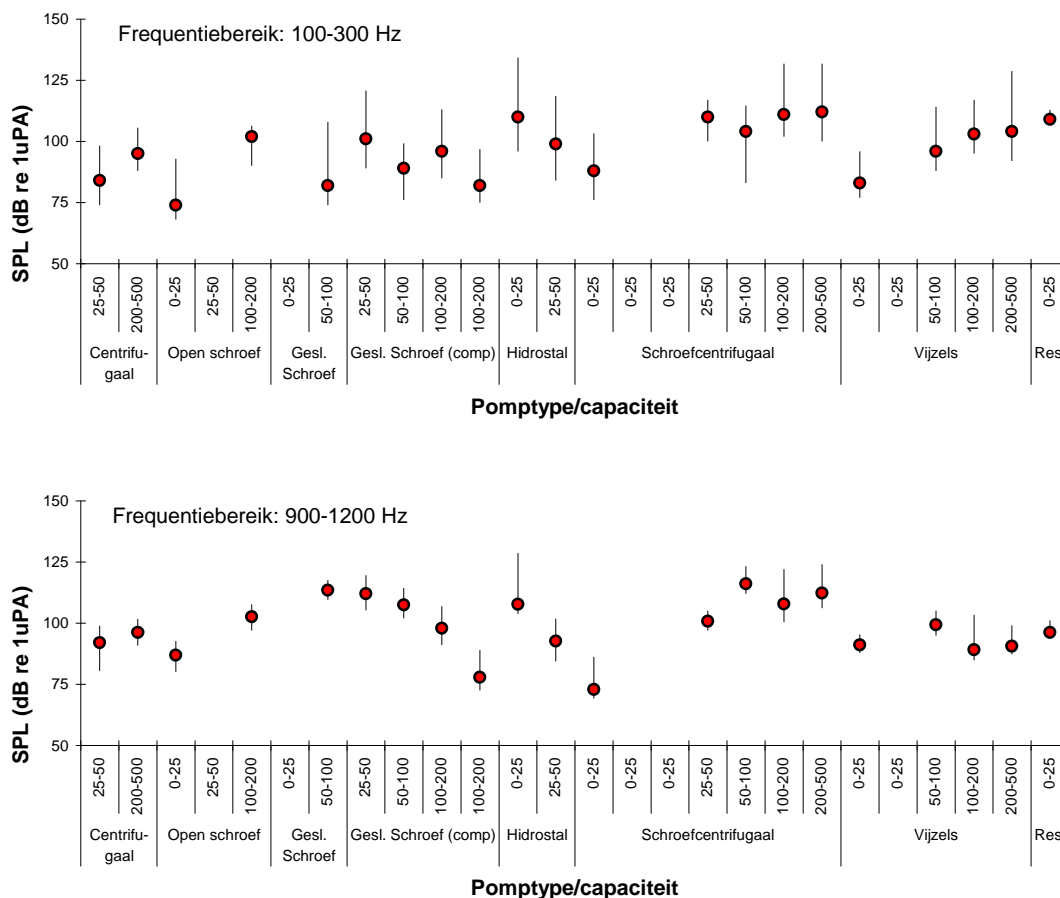 Frequentiebereik: 100-300 Hz
SPL (dB re 1uPA)
150
125
100
75
50
25-50
200-500
0-25
25-50
100-200
0-25
50-100
25-50
50-100
100-200
100-200
0-25
25-50
0-25
0-25
0-25
25-50
50-100
100-200
200-500
0-25
0-25
50-100
100-200
200-500
0-25
Centrifu-
gaal
Open schroef
Gesl.
Schroef
Gesl. Schroef (comp)
Hidrostal
Schroefcentrifugaal
Vijzels
Res
Pomptype/capaciteit
Frequentiebereik: 900-1200 Hz
SPL (dB re 1uPA)
150
125
100
75
50
25-50
200-500
0-25
25-50
100-200
0-25
50-100
25-50
50-100
100-200
100-200
0-25
25-50
0-25
0-25
0-25
25-50
50-100
100-200
200-500
0-25
0-25
50-100
100-200
200-500
0-25
Centrifu-
gaal
Open schroef
Gesl.
Schroef
Gesl. Schroef (comp)
Hidrostal
Schroefcentrifugaal
Vijzels
Res
Pomptype/capaciteit